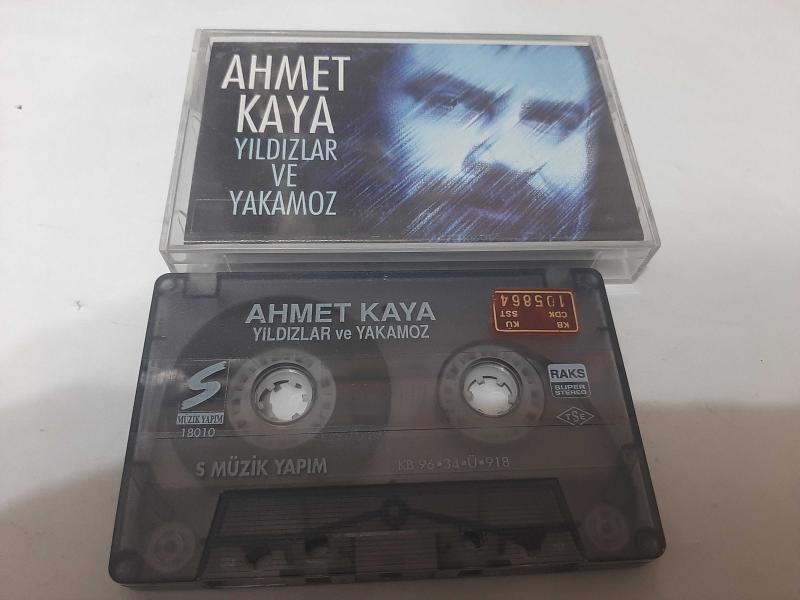 AHMET
KAYA
YILDIZLAR
VE
YAKAMOZ
AHMET KAYA
YILDIZLAR ve YAKAMOZ
KB KÜ
CDK SST
105864
S
MÜZİK YAPIM
18010
RAKS
SUPER
STEREO
TSE
S MÜZİK YAPIM
KB 96•34•Ü•918